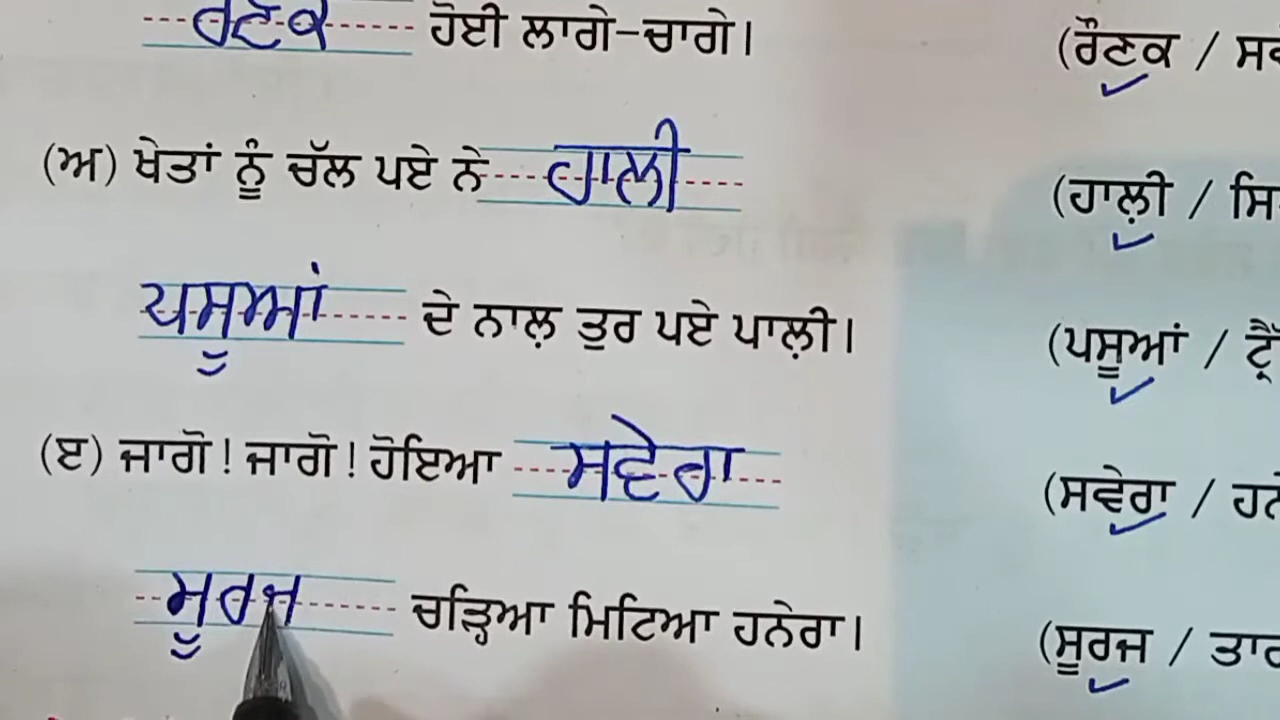 ਰੌਣਕ ਹੋਈ ਲਾਗੇ-ਚਾਗੇ। (ਰੌਣਕ /
(ਅ) ਖੇਤਾਂ ਨੂੰ ਚੱਲ ਪਏ ਨੇ ਹਾਲੀ (ਹਾਲ਼ੀ /
ਪਸੂਆਂ ਦੇ ਨਾਲ਼ ਤੁਰ ਪਏ ਪਾਲ਼ੀ। (ਪਸੂਆਂ /
(ੲ) ਜਾਗੋ! ਜਾਗੋ! ਹੋਇਆ ਸਵੇਰਾ (ਸਵੇਰਾ /
ਸੂਰਜ ਚੜ੍ਹਿਆ ਮਿਟਿਆ ਹਨੇਰਾ। (ਸੂਰਜ /